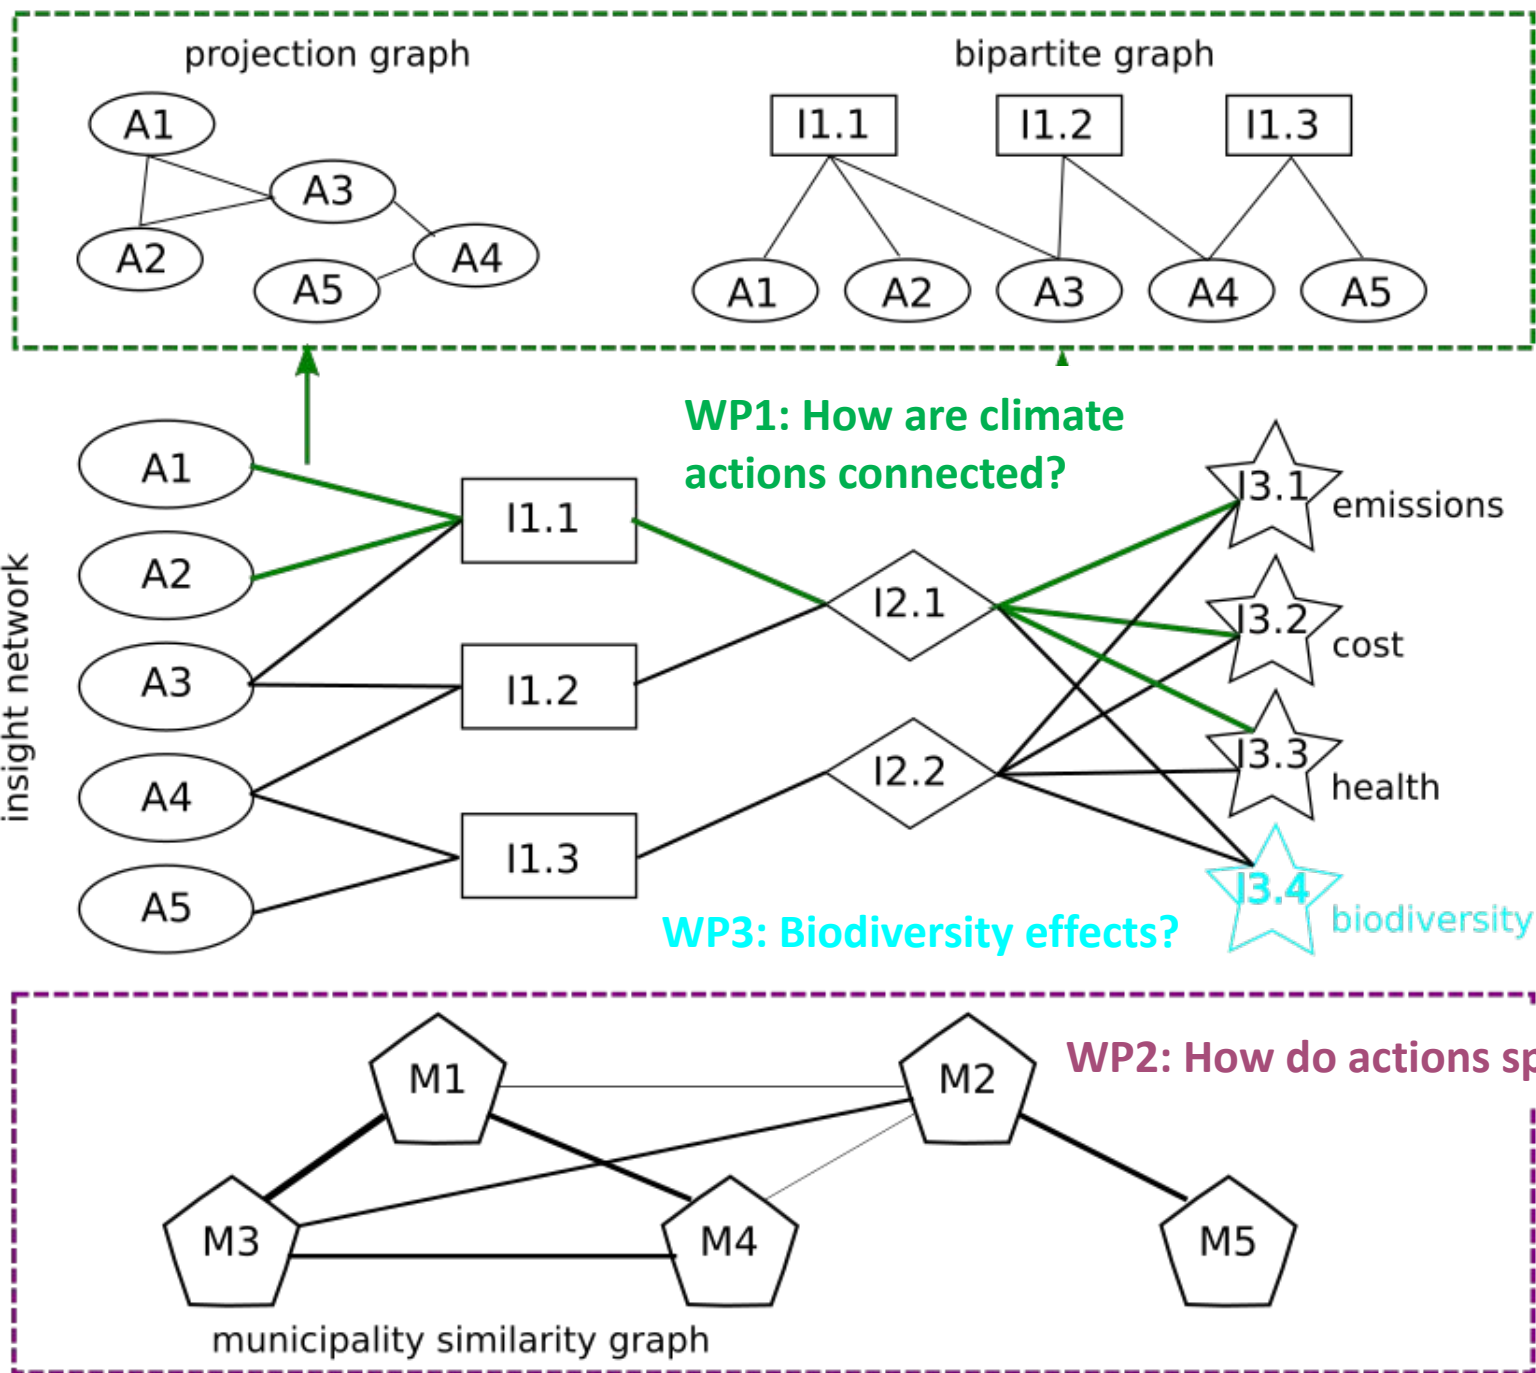 projection graph
bipartite graph
A1
A3
A2
A4
A5
I1.1
I1.2
I1.3
A1
A2
A3
A4
A5
WP1: How are climate
actions connected?
insight network
A1
A2
A3
A4
A5
I1.1
I1.2
I1.3
I2.1
I2.2
I3.1
emissions
I3.2
cost
I3.3
health
I3.4
biodiversity
WP3: Biodiversity effects?
WP2: How do actions sp
M1
M2
M3
M4
M5
municipality similarity graph